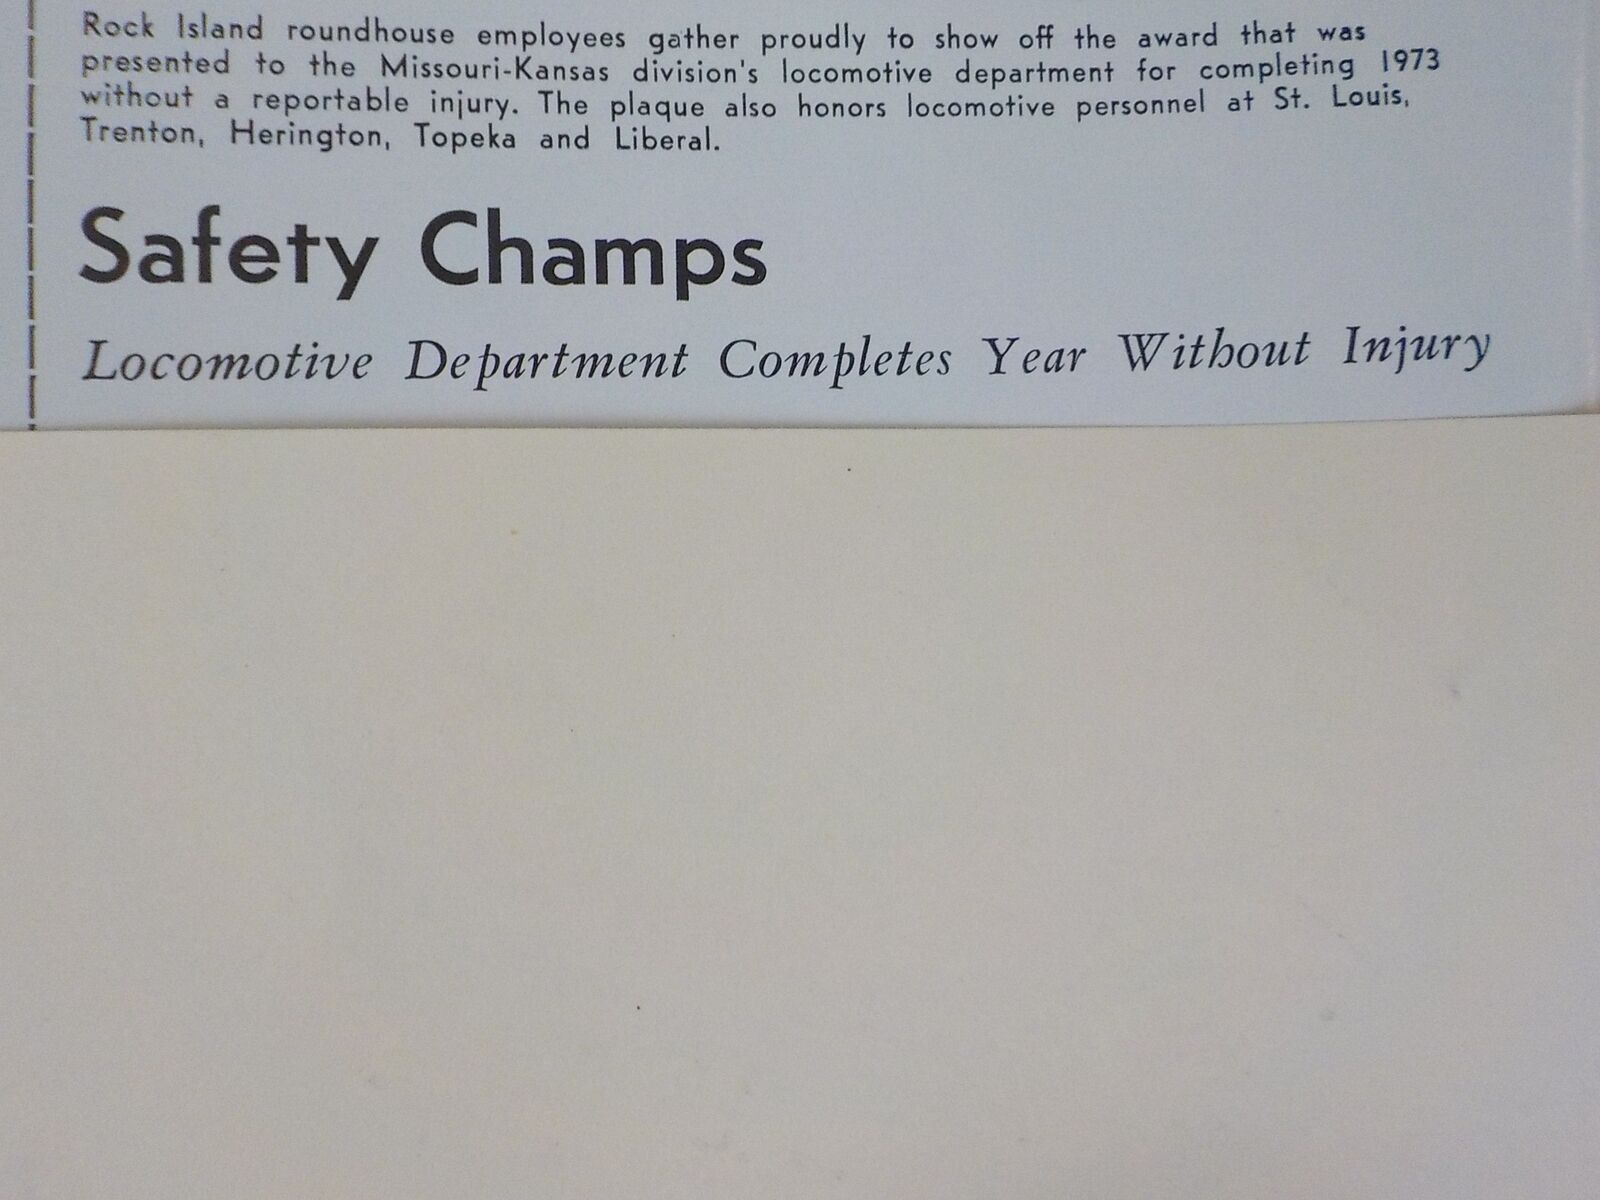 Rock Island roundhouse employees gather proudly to show off the award that was
presented to the Missouri-Kansas division's locomotive department for completing 1973
without a reportable injury. The plaque also honors locomotive personnel at St. Louis,
Trenton, Herington, Topeka and Liberal.
Safety Champs
Locomotive Department Completes Year Without Injury